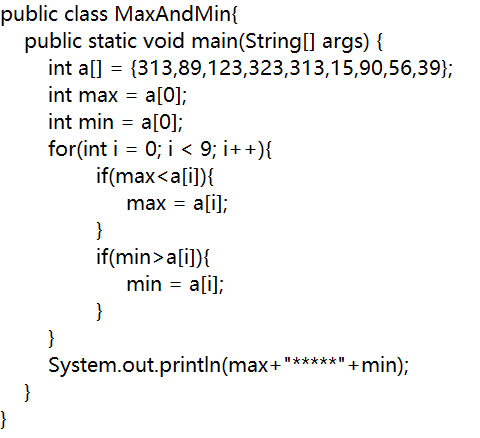 public class MaxAndMin{
public static void main(String[] args) {
int a[] = {313,89,123,323,313,15,90,56,39};
int max = a[0];
int min = a[0];
for(int i = 0; i < 9; i++){
if(max<a[i]){
max = a[i];
}
if(min>a[i]){
min = a[i];
}
}
System.out.println(max+"*****"+min);
}
}